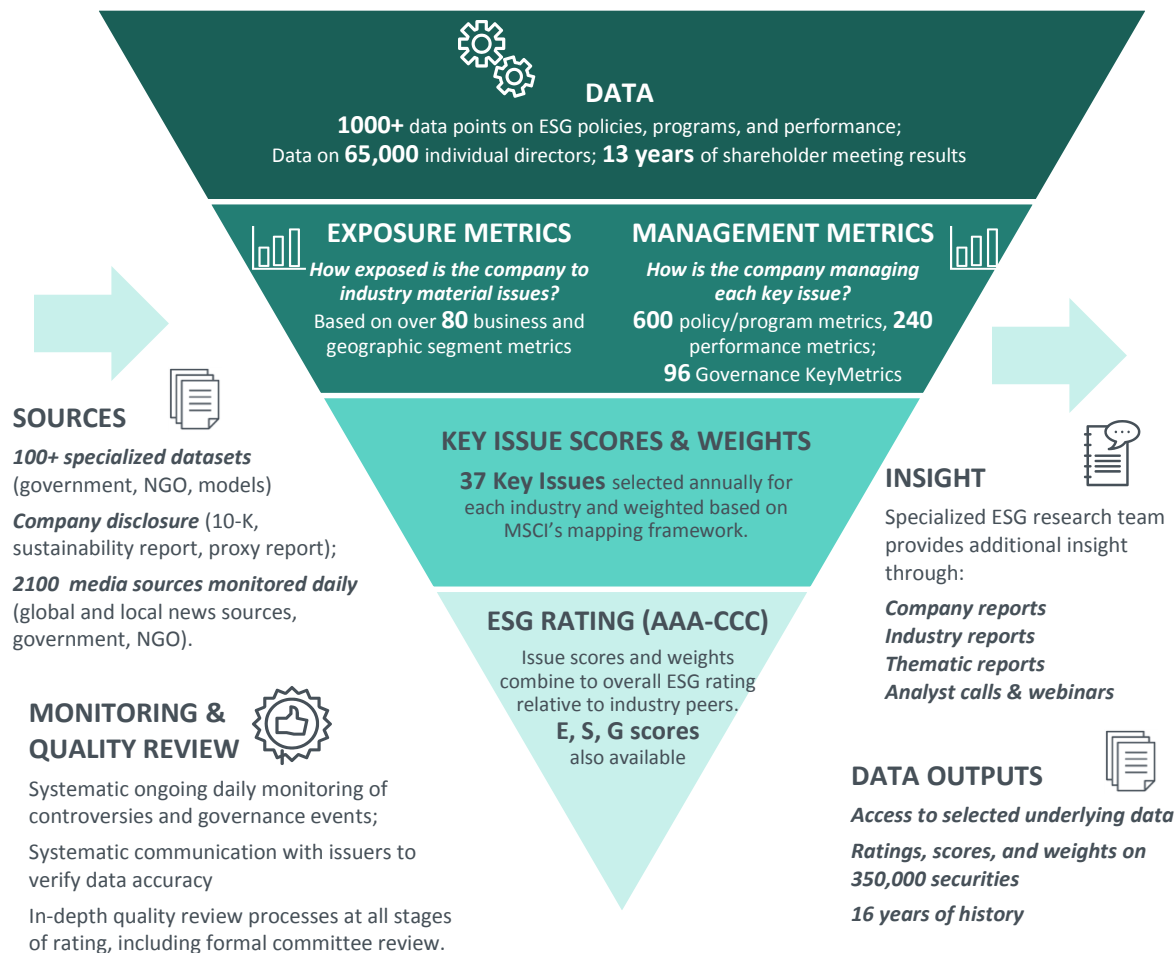 DATA
1000+ data points on ESG policies, programs, and performance;
Data on 65,000 individual directors; 13 years of shareholder meeting results
EXPOSURE METRICS
How exposed is the company to
industry material issues?
Based on over 80 business and
geographic segment metrics
MANAGEMENT METRICS
How is the company managing
each key issue?
600 policy/program metrics, 240
performance metrics;
96 Governance KeyMetrics
SOURCES
100+ specialized datasets
(government, NGO, models)
Company disclosure (10-K,
sustainability report, proxy report);
2100 media sources monitored daily
(global and local news sources,
government, NGO).
KEY ISSUE SCORES & WEIGHTS
37 Key Issues selected annually for
each industry and weighted based on
MSCI's mapping framework.
INSIGHT
Specialized ESG research team
provides additional insight
through:
Company reports
Industry reports
Thematic reports
Analyst calls & webinars
ESG RATING (AAA-CCC)
Issue scores and weights
combine to overall ESG rating
relative to industry peers.
E, S, G scores
also available
MONITORING &
QUALITY REVIEW
Systematic ongoing daily monitoring of
controversies and governance events;
Systematic communication with issuers to
verify data accuracy
In-depth quality review processes at all stages
of rating, including formal committee review.
DATA OUTPUTS
Access to selected underlying data
Ratings, scores, and weights on
350,000 securities
16 years of history